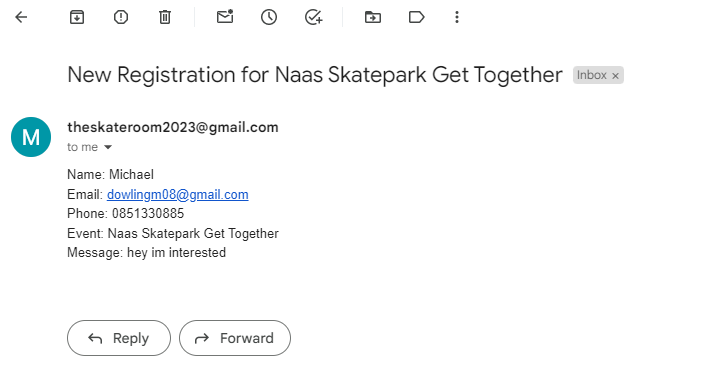 New Registration for Naas Skatepark Get Together Inbox ×
M
theskateroom2023@gmail.com
to me
Name: Michael
Email: dowlingm08@gmail.com
Phone: 0851330885
Event: Naas Skatepark Get Together
Message: hey im interested
Reply Forward